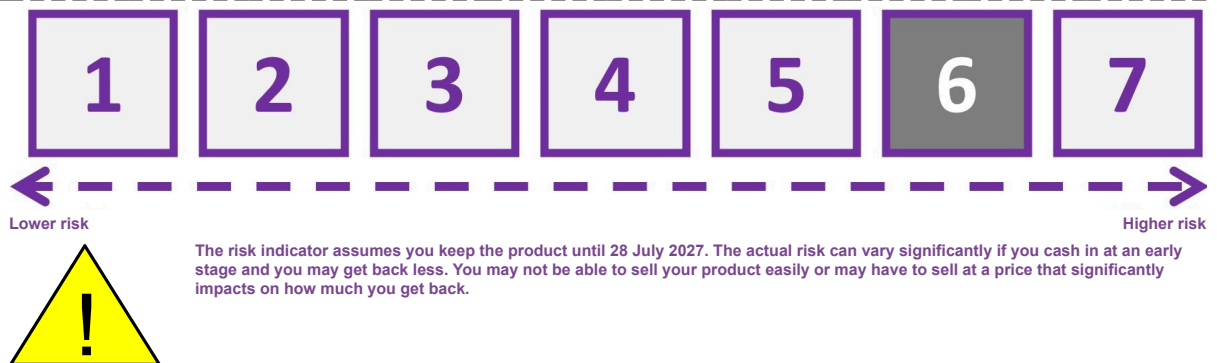 1 2 3 4 5 6 7
Lower risk Higher risk
The risk indicator assumes you keep the product until 28 July 2027. The actual risk can vary significantly if you cash in at an early
stage and you may get back less. You may not be able to sell your product easily or may have to sell at a price that significantly
impacts on how much you get back.
!